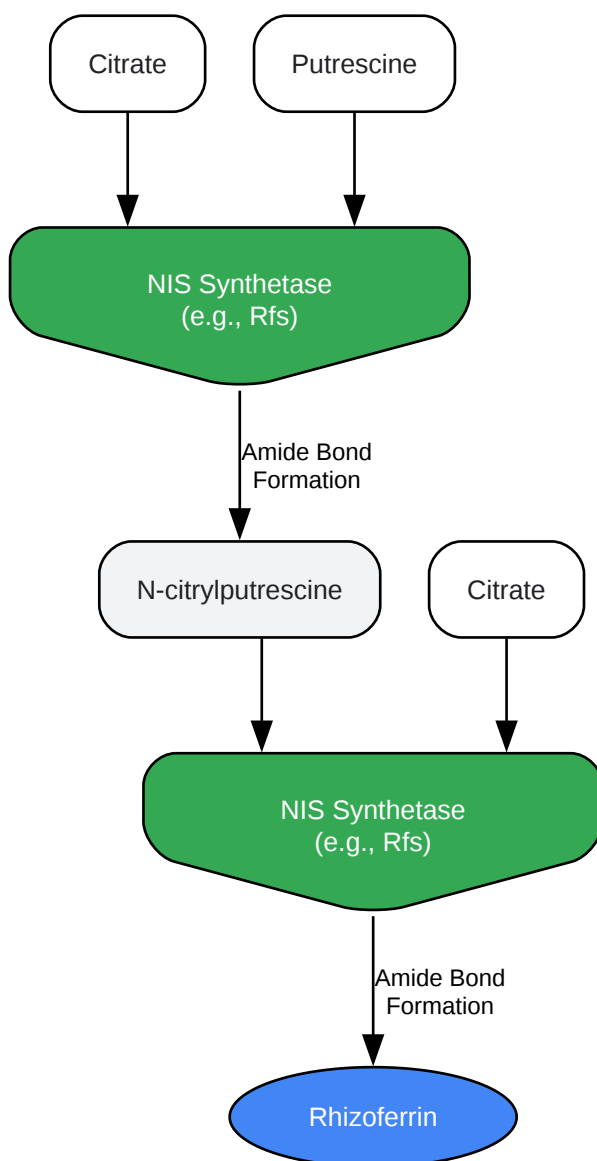 Citrate
Putrescine
NIS Synthetase
(e.g., Rfs)
Amide Bond
Formation
N-citrylputrescine
Citrate
NIS Synthetase
(e.g., Rfs)
Amide Bond
Formation
Rhizoferrin